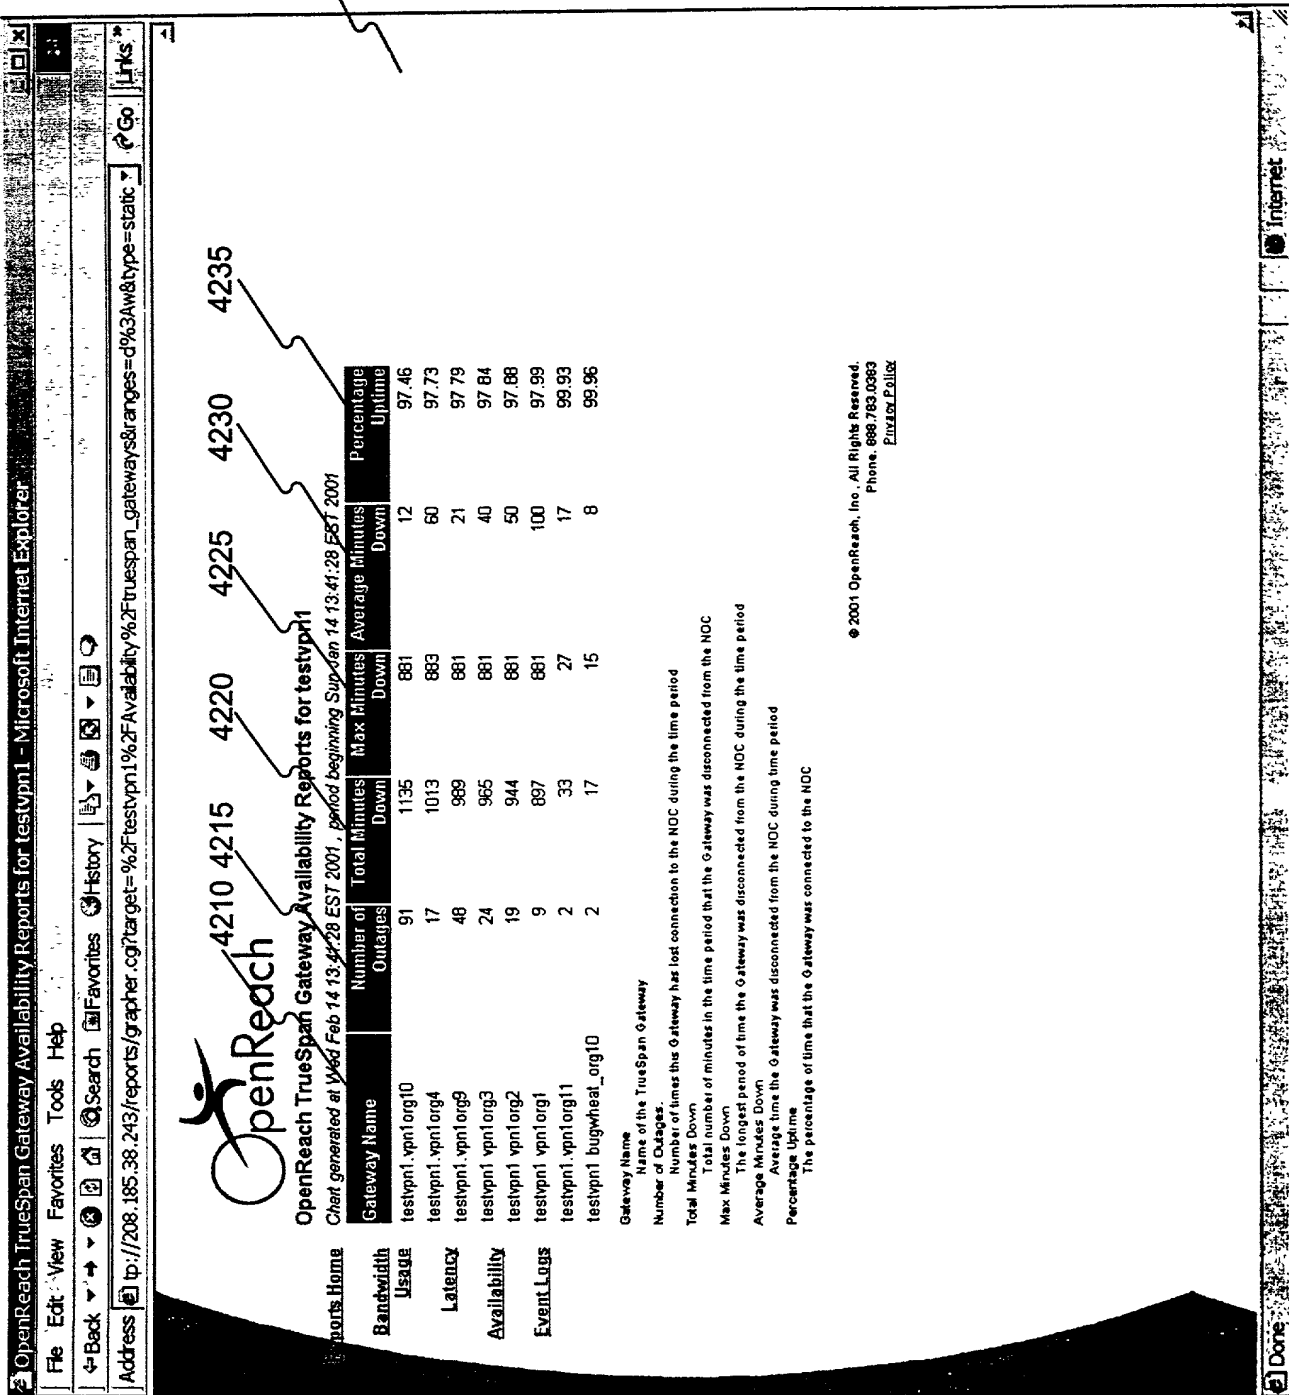 OpenReach TrueSpan Gateway Availability Reports for testvpn1 - Microsoft Internet Explorer
File Edit View Favorites Tools Help
Back Search Favorites History
Address tp://208.185.38.243/reports/grapher.cgi?target=%2Ftestvpn1%2FAvailability%2Ftruespan_gateways&ranges=d%3Aw&type=static Go Links »
4210 4215 4220 4225 4230 4235
OpenReach
OpenReach TrueSpan Gateway Availability Reports for testvpn1
Chart generated at Wed Feb 14 13:41:28 EST 2001 , period beginning Sun Jan 14 13:41:28 EST 2001
ports Home
Bandwidth Usage
Latency
Availability
Event Logs
Gateway Name Number of Outages Total Minutes Down Max Minutes Down Average Minutes Down Percentage Uptime
testvpn1.vpn1org10 91 1135 881 12 97.46
testvpn1.vpn1org4 17 1013 883 60 97.73
testvpn1.vpn1org9 48 989 881 21 97 79
testvpn1 vpn1org3 24 965 881 40 97 84
testvpn1 vpn1org2 19 944 881 50 97.88
testvpn1 vpn1org1 9 897 881 100 97.99
testvpn1.vpn1org11 2 33 27 17 99.93
testvpn1 bugwheat_org10 2 17 15 8 99.96
Gateway Name
Name of the TrueSpan Gateway
Number of Outages.
Number of times this Gateway has lost connection to the NOC during the time period
Total Minutes Down
Total number of minutes in the time period that the Gateway was disconnected from the NOC
Max Minutes Down
The longest period of time the Gateway was disconnected from the NOC during the time period
Average Minutes Down
Average time the Gateway was disconnected from the NOC during time period
Percentage Uptime
The percentage of time that the Gateway was connected to the NOC
© 2001 OpenReach, Inc , All Rights Reserved.
Phone. 888.783.0383
Privacy Policy
Done Internet